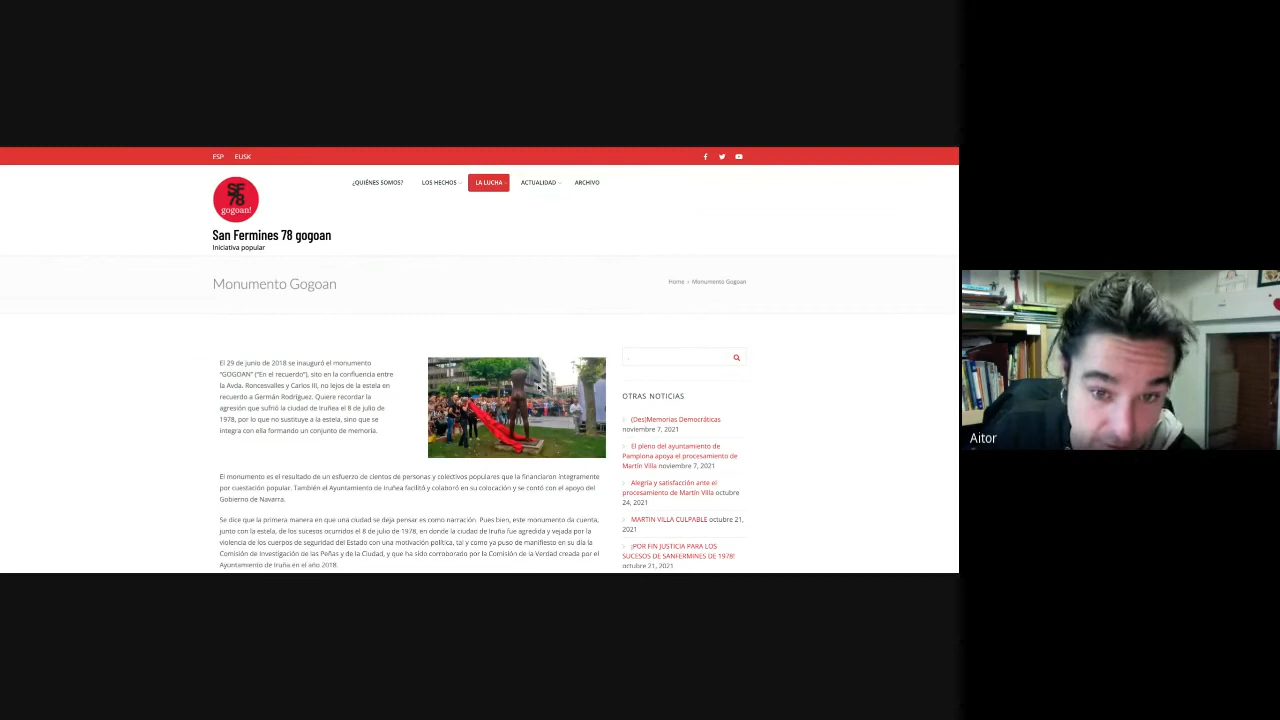 ESP EUSK
SF
78
gogoan!
¿QUIÉNES SOMOS? LOS HECHOS LA LUCHA ACTUALIDAD ARCHIVO
San Fermines 78 gogoan
Iniciativa popular
Monumento Gogoan
Home › Monumento Gogoan
El 29 de junio de 2018 se inauguró el monumento
"GOGOAN" ("En el recuerdo"), sito en la confluencia entre
la Avda. Roncesvalles y Carlos III, no lejos de la estela en
recuerdo a Germán Rodríguez. Quiere recordar la
agresión que sufrió la ciudad de Iruñea el 8 de julio de
1978, por lo que no sustituye a la estela, sino que se
integra con ella formando un conjunto de memoria.
El monumento es el resultado de un esfuerzo de cientos de personas y colectivos populares que la financiaron íntegramente
por cuestación popular. También el Ayuntamiento de Iruñea facilitó y colaboró en su colocación y se contó con el apoyo del
Gobierno de Navarra.
Se dice que la primera manera en que una ciudad se deja pensar es como narración. Pues bien, este monumento da cuenta,
junto con la estela, de los sucesos ocurridos el 8 de julio de 1978, en donde la ciudad de Iruña fue agredida y vejada por la
violencia de los cuerpos de seguridad del Estado con una motivación política, tal y como ya puso de manifiesto en su día la
Comisión de Investigación de las Peñas y de la Ciudad, y que ha sido corroborado por la Comisión de la Verdad creada por el
Ayuntamiento de Iruña en el año 2018.
OTRAS NOTICIAS
(Des)Memorias Democráticas
noviembre 7, 2021
El pleno del ayuntamiento de
Pamplona apoya el procesamiento de
Martín Villa noviembre 7, 2021
Alegría y satisfacción ante el
procesamiento de Martín Villa octubre
24, 2021
MARTIN VILLA CULPABLE octubre 21,
2021
¡POR FIN JUSTICIA PARA LOS
SUCESOS DE SANFERMINES DE 1978!
octubre 21, 2021
Aitor